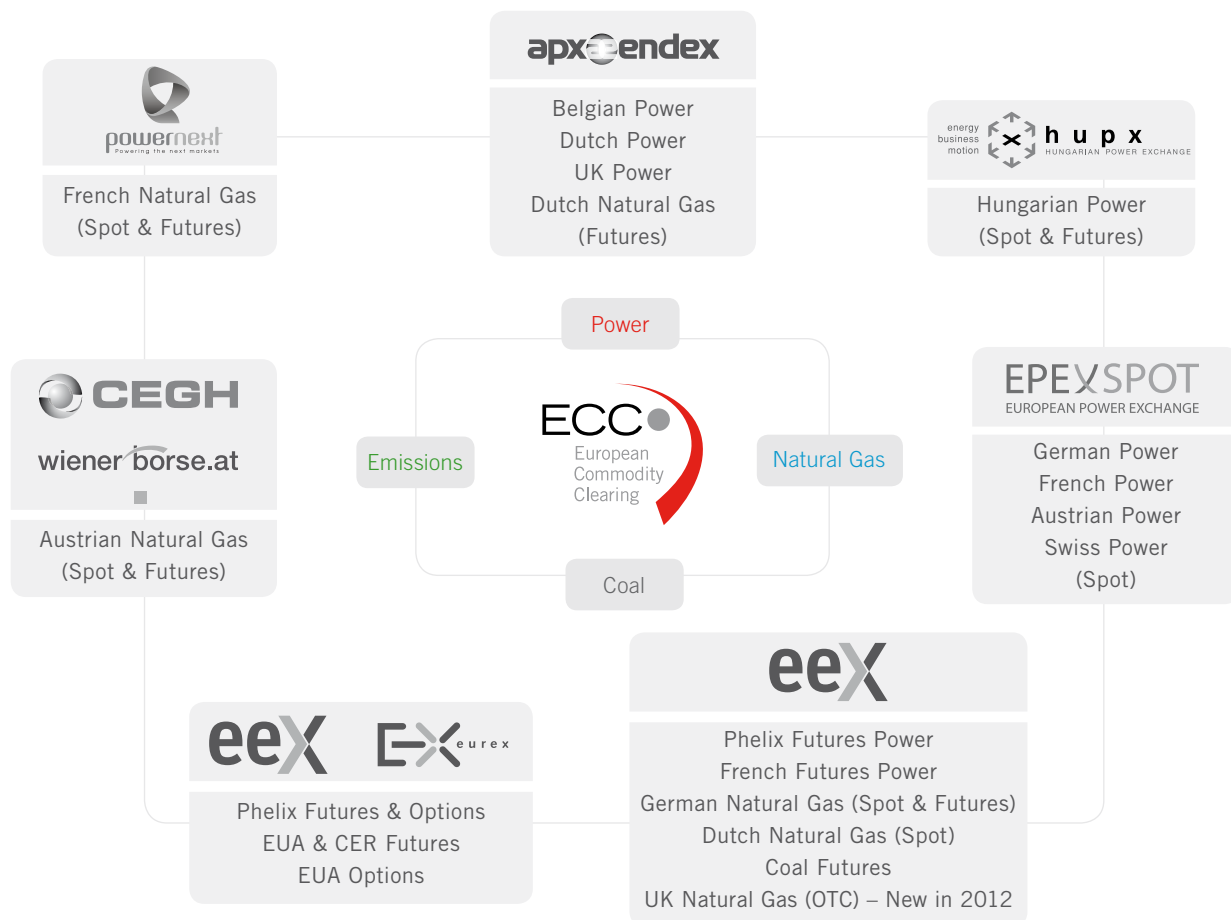 apx endex
Belgian Power
Dutch Power
UK Power
Dutch Natural Gas
(Futures)
powernext
Powering the next markets
French Natural Gas
(Spot & Futures)
energy
business
motion
hupx
HUNGARIAN POWER EXCHANGE
Hungarian Power
(Spot & Futures)
Power
CEGH
wiener börse.at
Austrian Natural Gas
(Spot & Futures)
Emissions
ECC
European
Commodity
Clearing
Natural Gas
Coal
EPEXSPOT
EUROPEAN POWER EXCHANGE
German Power
French Power
Austrian Power
Swiss Power
(Spot)
eex
EX eurex
Phelix Futures & Options
EUA & CER Futures
EUA Options
eex
Phelix Futures Power
French Futures Power
German Natural Gas (Spot & Futures)
Dutch Natural Gas (Spot)
Coal Futures
UK Natural Gas (OTC) – New in 2012